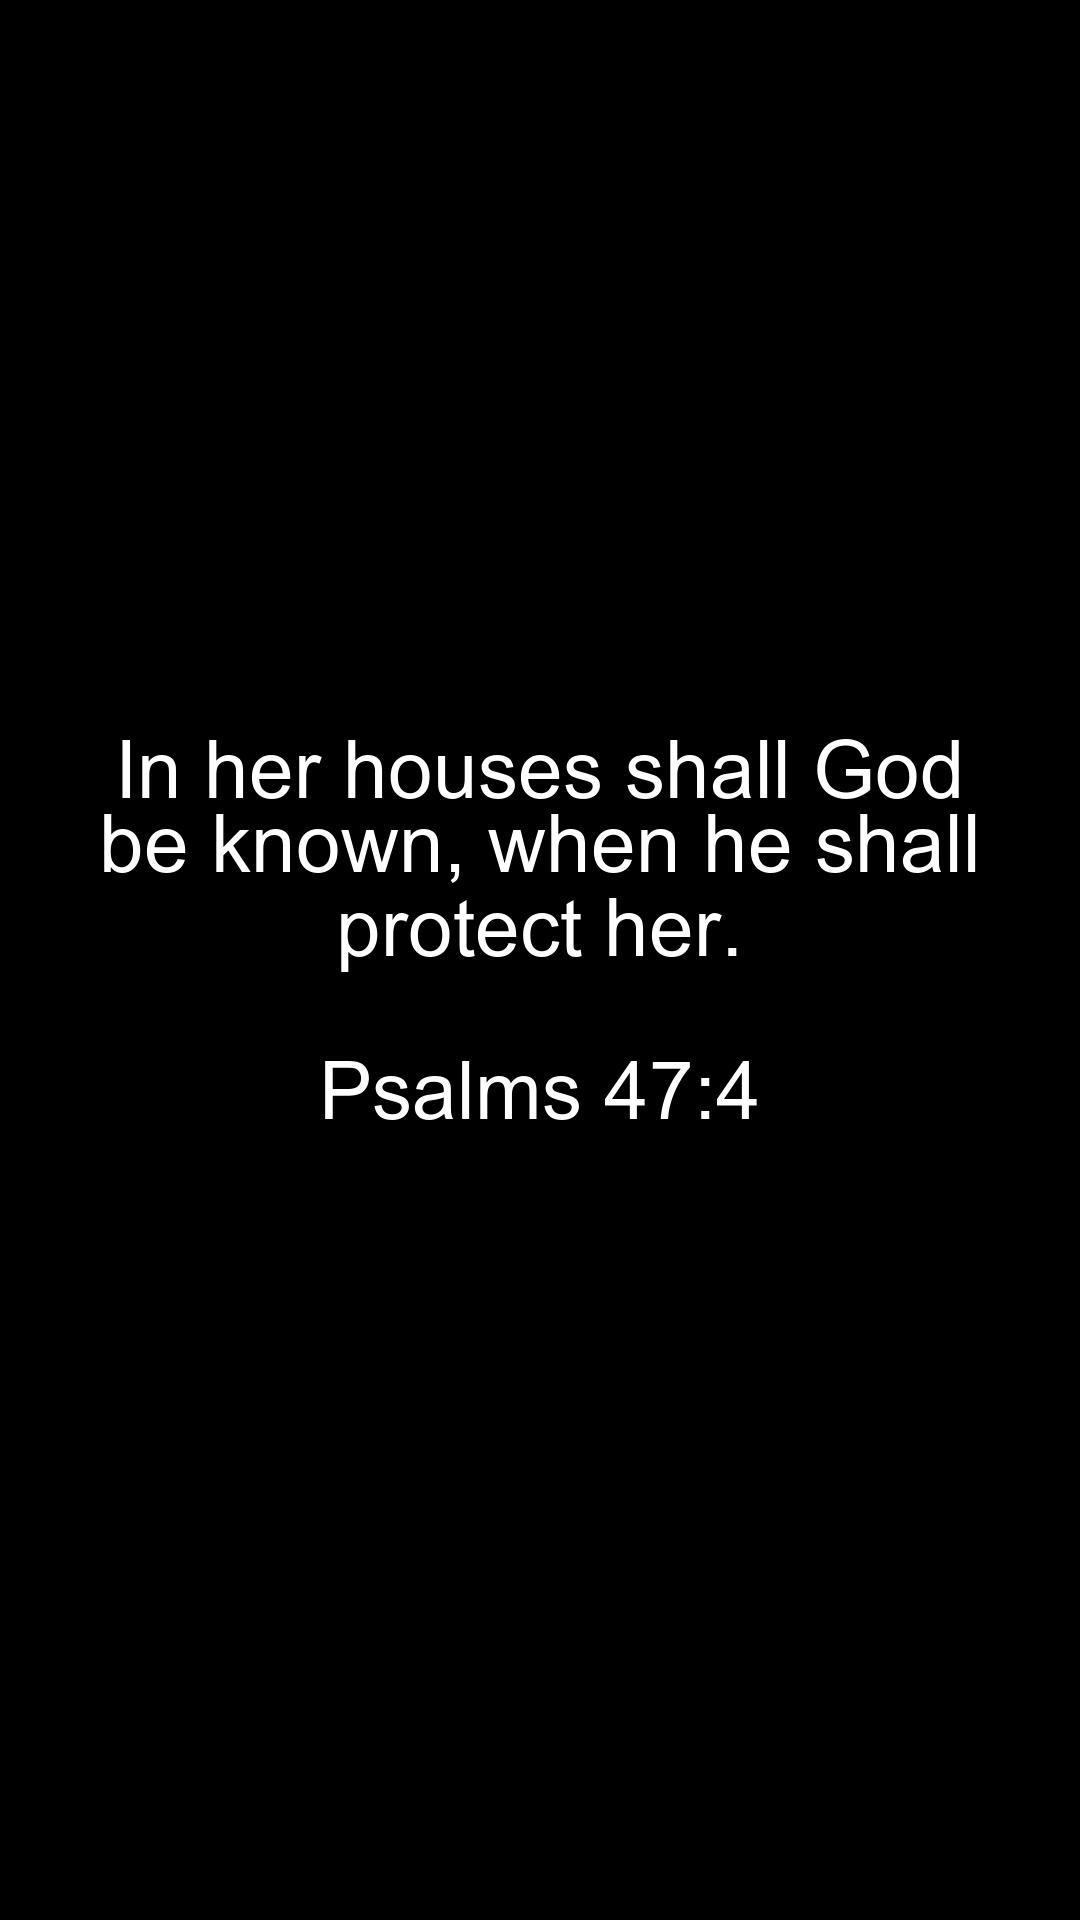 In her houses shall God
be known, when he shall
protect her.
Psalms 47:4